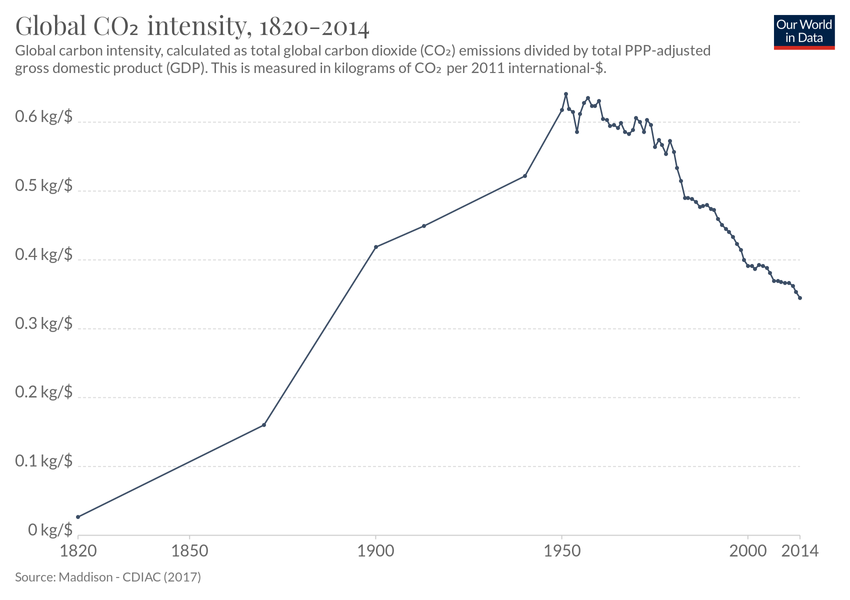 Global CO₂ intensity, 1820-2014
Our World
in Data
Global carbon intensity, calculated as total global carbon dioxide (CO₂) emissions divided by total PPP-adjusted
gross domestic product (GDP). This is measured in kilograms of CO₂ per 2011 international-$.
0.6 kg/$
0.5 kg/$
0.4 kg/$
0.3 kg/$
0.2 kg/$
0.1 kg/$
0 kg/$
1820 1850 1900 1950 2000 2014
Source: Maddison - CDIAC (2017)